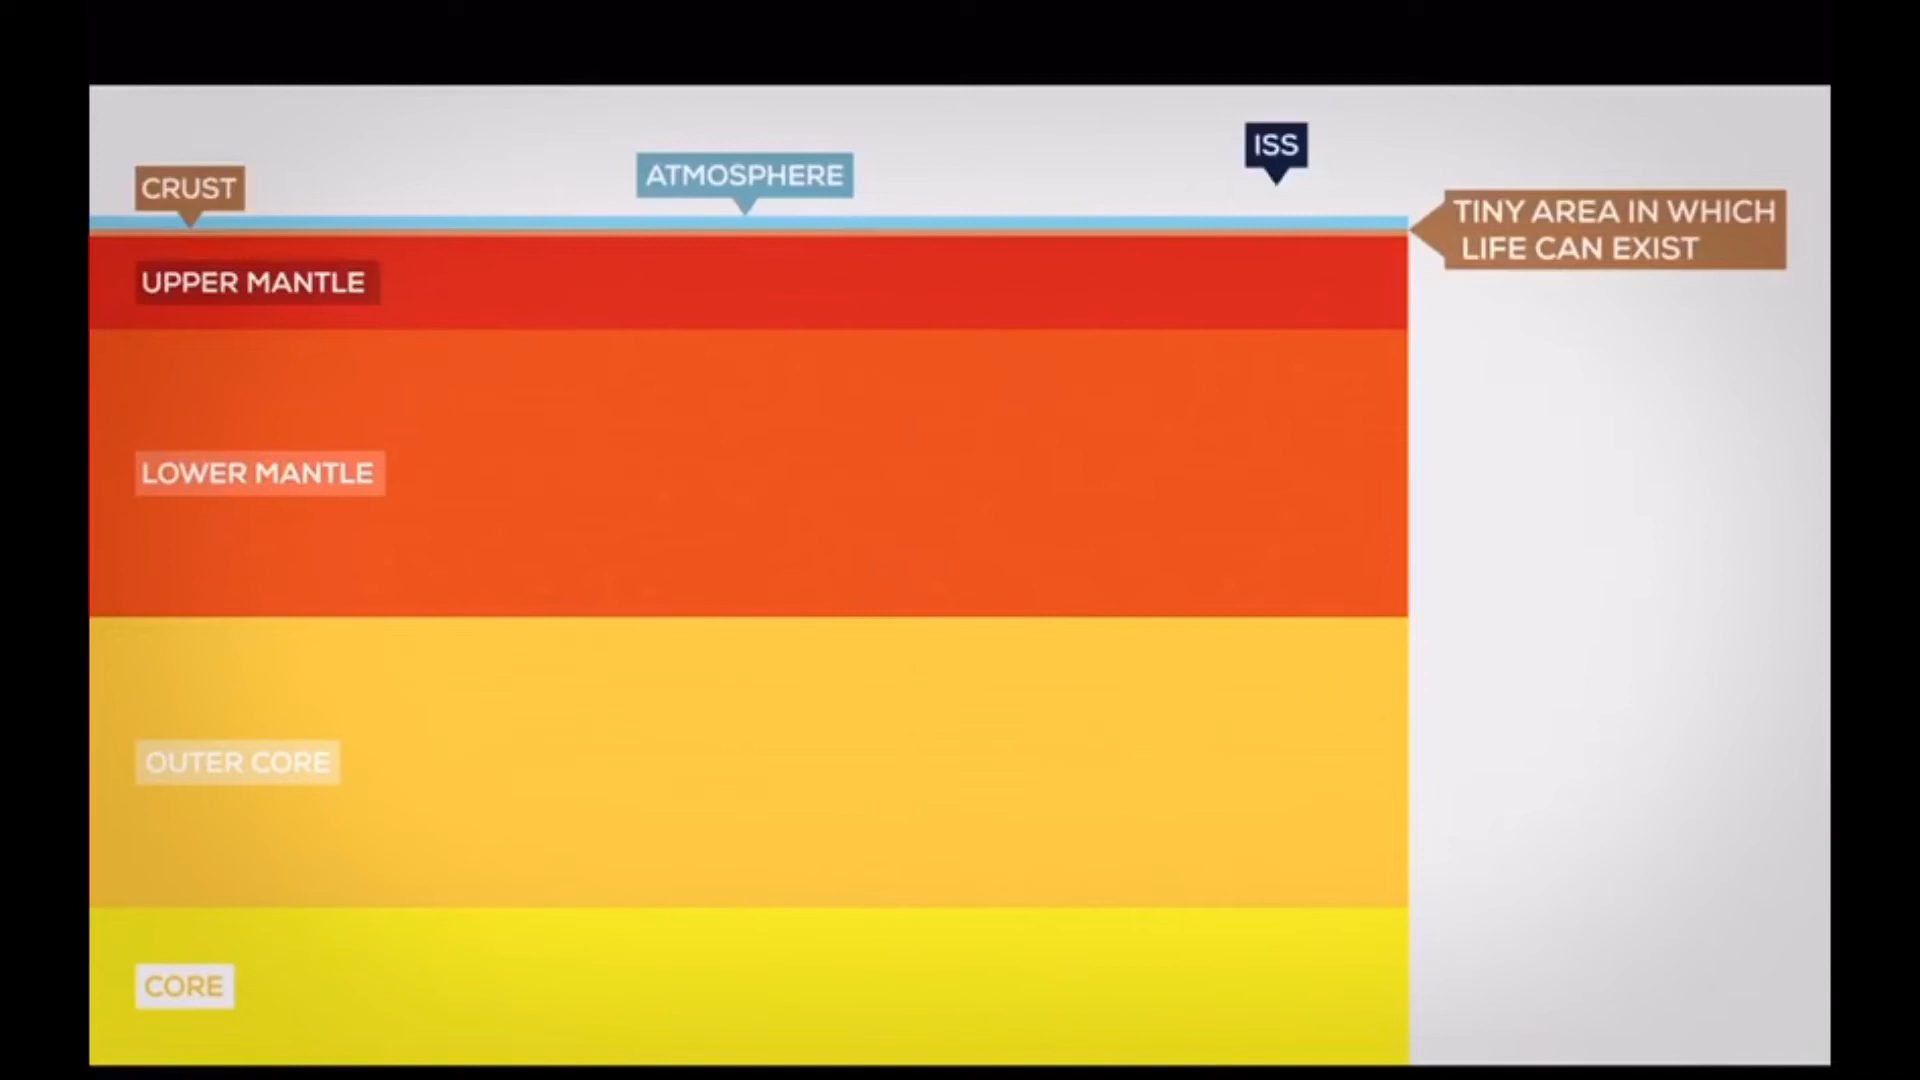 ISS
ATMOSPHERE
CRUST
TINY AREA IN WHICH
LIFE CAN EXIST
UPPER MANTLE
LOWER MANTLE
OUTER CORE
CORE